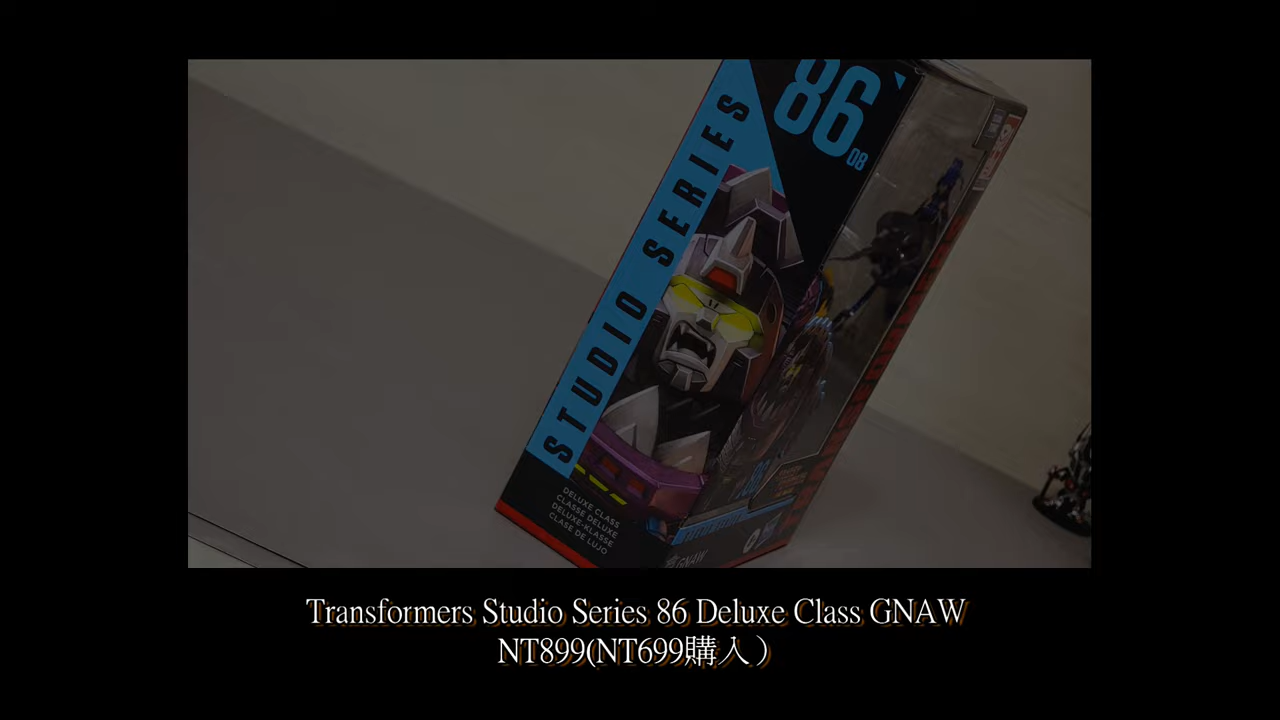 86
08
STUDIO SERIES
DELUXE CLASS
CLASSE DELUXE
DELUXE-KLASSE
CLASE DE LUJO
GNAW
TRANSFORMERS
Transformers Studio Series 86 Deluxe Class GNAW
NT899(NT699購入）